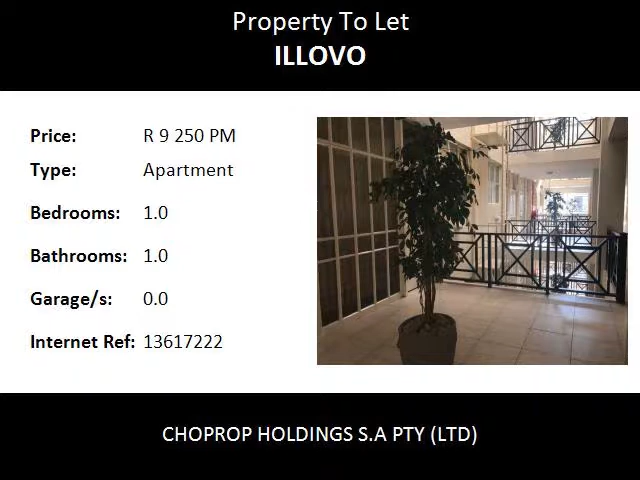 Property To Let
ILLOVO
Price: R 9 250 PM
Type: Apartment
Bedrooms: 1.0
Bathrooms: 1.0
Garage/s: 0.0
Internet Ref: 13617222
CHOPROP HOLDINGS S.A PTY (LTD)